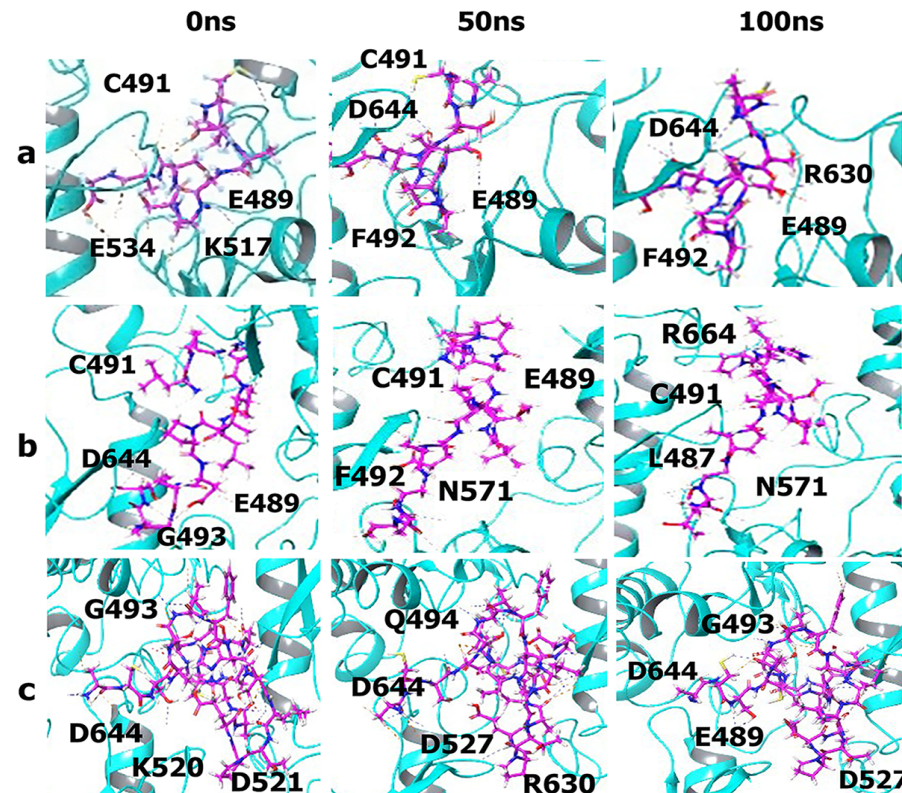 0ns 50ns 100ns
a
C491
E489
E534 K517
C491
D644
E489
F492
D644
R630
E489
F492
b
C491
D644
E489
G493
C491 E489
F492
N571
R664
C491
L487
N571
c
G493
D644
K520
D521
Q494
D644
D527
R630
G493
D644
E489
D527